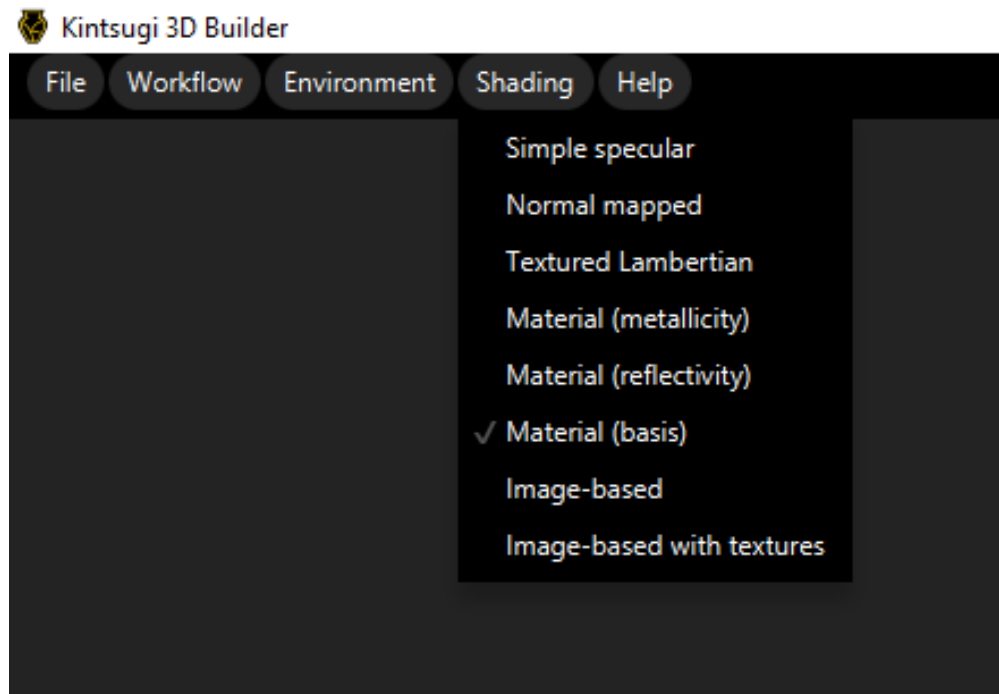 Kintsugi 3D Builder
File Workflow Environment Shading Help
Simple specular
Normal mapped
Textured Lambertian
Material (metallicity)
Material (reflectivity)
Material (basis)
Image-based
Image-based with textures